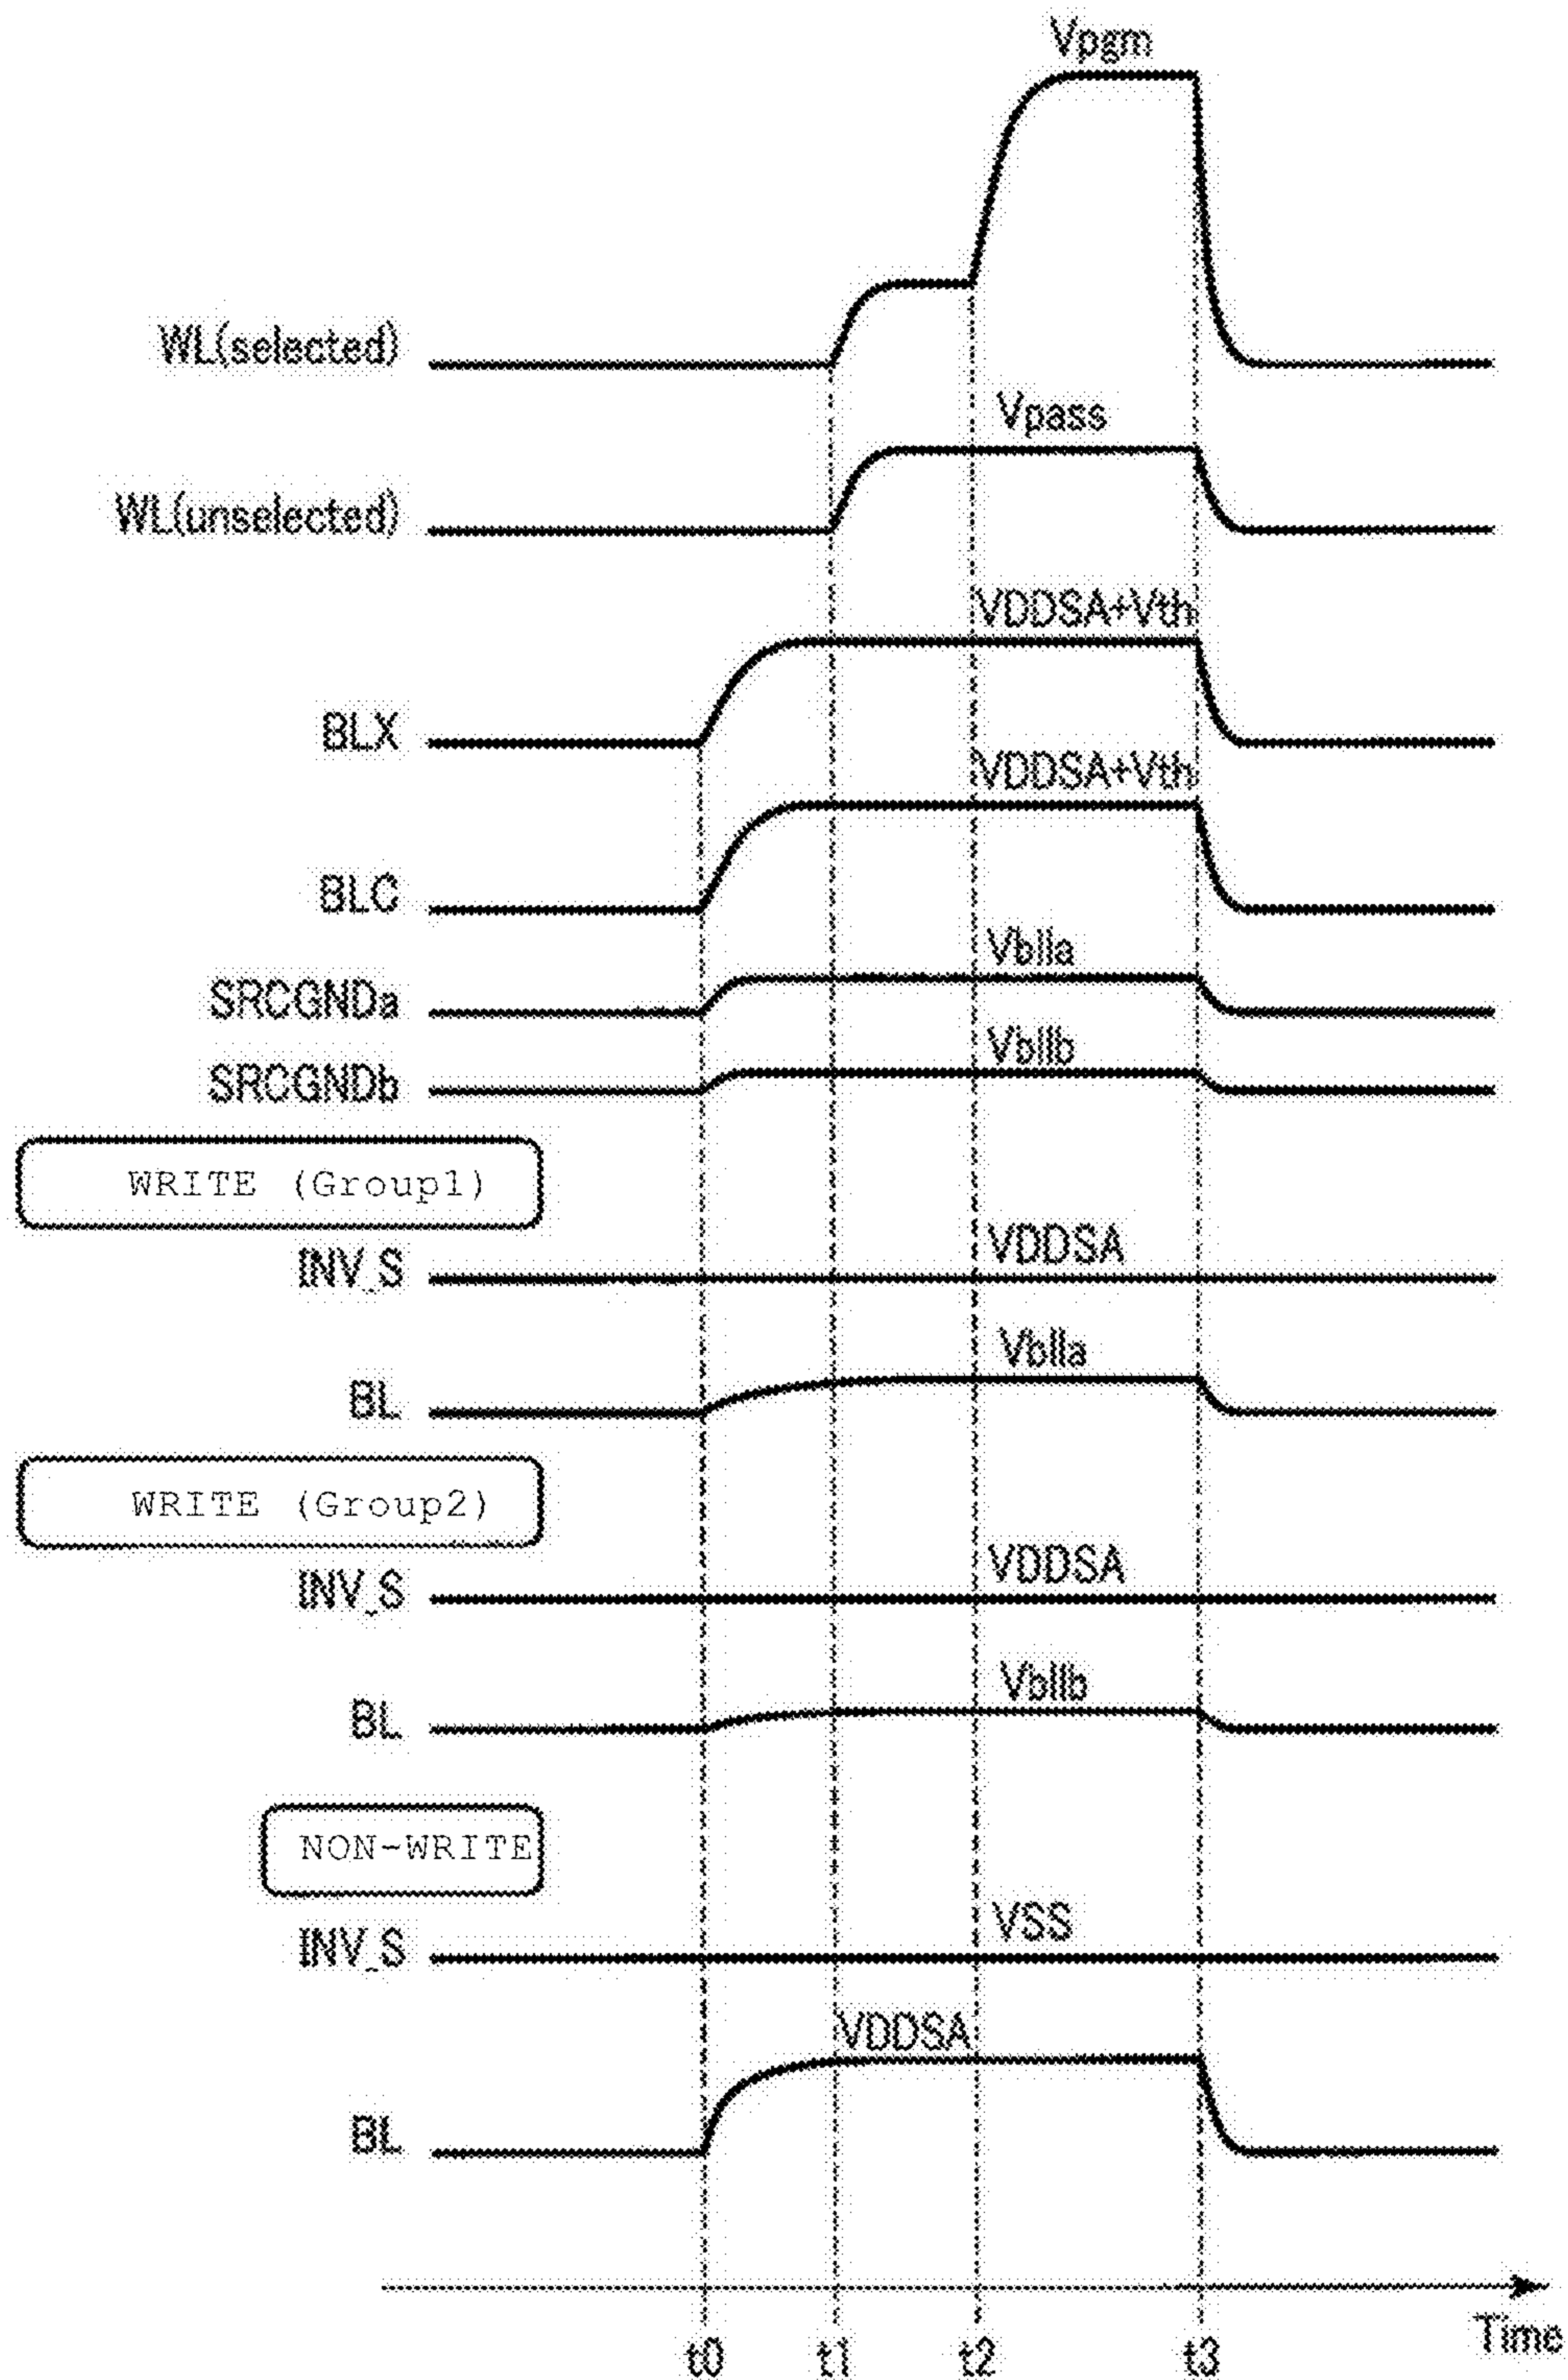 Vpgm
WL(selected)
Vpass
WL(unselected)
VDDSA+Vth
BLX
VDDSA+Vth
BLC
Vblla
SRCGNDa
Vbllb
SRCGNDb
WRITE (Group1)
VDDSA
INV_S
Vblla
BL
WRITE (Group2)
VDDSA
INV_S
Vbllb
BL
NON-WRITE
VSS
INV_S
VDDSA
BL
Time
t0 t1 t2 t3